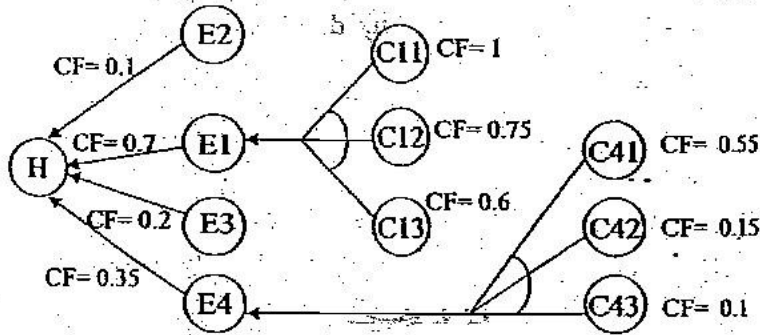 E2
C11 CF= 1
CF= 0.1
CF= 0.7 E1 C12 CF= 0.75
C41 CF= 0.55
H
C13 CF= 0.6
CF= 0.2 E3 C42 CF= 0.15
CF= 0.35
E4 C43 CF= 0.1